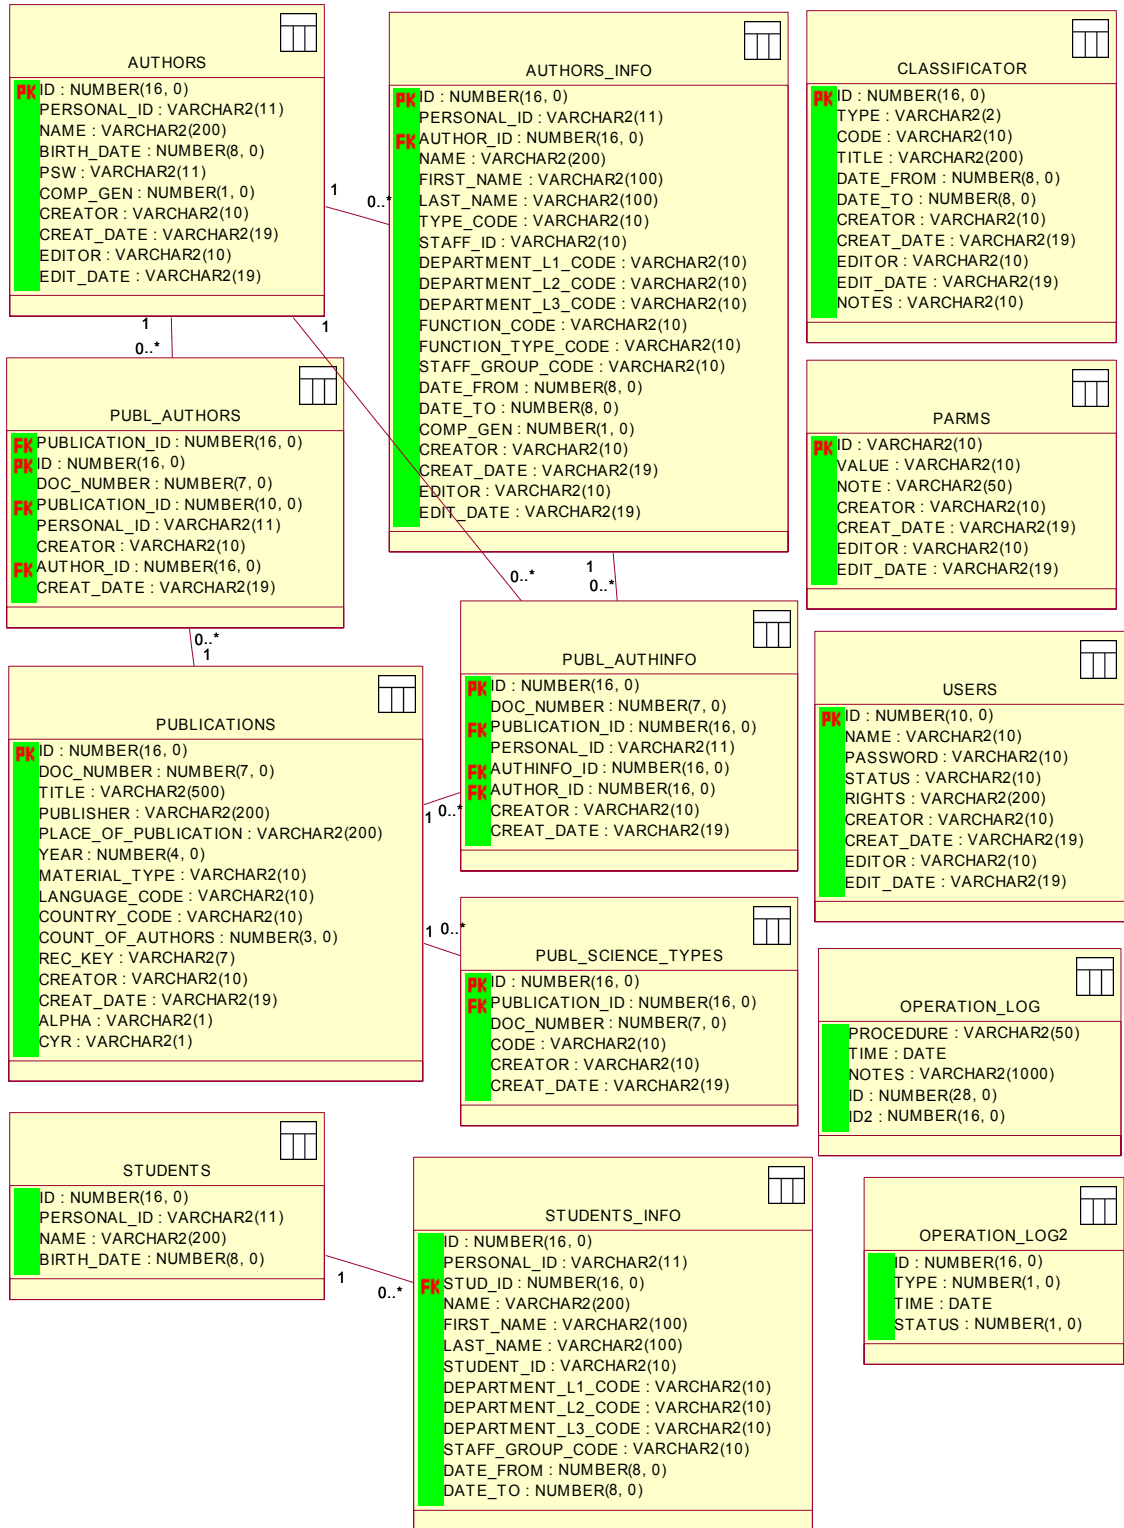 AUTHORS
PK ID : NUMBER(16, 0)
PERSONAL_ID : VARCHAR2(11)
NAME : VARCHAR2(200)
BIRTH_DATE : NUMBER(8, 0)
PSW : VARCHAR2(11)
COMP_GEN : NUMBER(1, 0)
CREATOR : VARCHAR2(10)
CREAT_DATE : VARCHAR2(19)
EDITOR : VARCHAR2(10)
EDIT_DATE : VARCHAR2(19)
1
0..*
1
0..*
1
0..*
AUTHORS_INFO
PK ID : NUMBER(16, 0)
PERSONAL_ID : VARCHAR2(11)
FK AUTHOR_ID : NUMBER(16, 0)
NAME : VARCHAR2(200)
FIRST_NAME : VARCHAR2(100)
LAST_NAME : VARCHAR2(100)
TYPE_CODE : VARCHAR2(10)
STAFF_ID : VARCHAR2(10)
DEPARTMENT_L1_CODE : VARCHAR2(10)
DEPARTMENT_L2_CODE : VARCHAR2(10)
DEPARTMENT_L3_CODE : VARCHAR2(10)
FUNCTION_CODE : VARCHAR2(10)
FUNCTION_TYPE_CODE : VARCHAR2(10)
STAFF_GROUP_CODE : VARCHAR2(10)
DATE_FROM : NUMBER(8, 0)
DATE_TO : NUMBER(8, 0)
COMP_GEN : NUMBER(1, 0)
CREATOR : VARCHAR2(10)
CREAT_DATE : VARCHAR2(19)
EDITOR : VARCHAR2(10)
EDIT_DATE : VARCHAR2(19)
1
0..*
CLASSIFICATOR
PK ID : NUMBER(16, 0)
TYPE : VARCHAR2(2)
CODE : VARCHAR2(10)
TITLE : VARCHAR2(200)
DATE_FROM : NUMBER(8, 0)
DATE_TO : NUMBER(8, 0)
CREATOR : VARCHAR2(10)
CREAT_DATE : VARCHAR2(19)
EDITOR : VARCHAR2(10)
EDIT_DATE : VARCHAR2(19)
NOTES : VARCHAR2(10)
PUBL_AUTHORS
FK PUBLICATION_ID : NUMBER(16, 0)
PK ID : NUMBER(16, 0)
DOC_NUMBER : NUMBER(7, 0)
FK PUBLICATION_ID : NUMBER(10, 0)
PERSONAL_ID : VARCHAR2(11)
CREATOR : VARCHAR2(10)
FK AUTHOR_ID : NUMBER(16, 0)
CREAT_DATE : VARCHAR2(19)
0..*
1
PARMS
PK ID : VARCHAR2(10)
VALUE : VARCHAR2(10)
NOTE : VARCHAR2(50)
CREATOR : VARCHAR2(10)
CREAT_DATE : VARCHAR2(19)
EDITOR : VARCHAR2(10)
EDIT_DATE : VARCHAR2(19)
PUBL_AUTHINFO
PK ID : NUMBER(16, 0)
DOC_NUMBER : NUMBER(7, 0)
FK PUBLICATION_ID : NUMBER(16, 0)
PERSONAL_ID : VARCHAR2(11)
FK AUTHINFO_ID : NUMBER(16, 0)
FK AUTHOR_ID : NUMBER(16, 0)
CREATOR : VARCHAR2(10)
CREAT_DATE : VARCHAR2(19)
USERS
PK ID : NUMBER(10, 0)
NAME : VARCHAR2(10)
PASSWORD : VARCHAR2(10)
STATUS : VARCHAR2(10)
RIGHTS : VARCHAR2(200)
CREATOR : VARCHAR2(10)
CREAT_DATE : VARCHAR2(19)
EDITOR : VARCHAR2(10)
EDIT_DATE : VARCHAR2(19)
PUBLICATIONS
PK ID : NUMBER(16, 0)
DOC_NUMBER : NUMBER(7, 0)
TITLE : VARCHAR2(500)
PUBLISHER : VARCHAR2(200)
PLACE_OF_PUBLICATION : VARCHAR2(200)
YEAR : NUMBER(4, 0)
MATERIAL_TYPE : VARCHAR2(10)
LANGUAGE_CODE : VARCHAR2(10)
COUNTRY_CODE : VARCHAR2(10)
COUNT_OF_AUTHORS : NUMBER(3, 0)
REC_KEY : VARCHAR2(7)
CREATOR : VARCHAR2(10)
CREAT_DATE : VARCHAR2(19)
ALPHA : VARCHAR2(1)
CYR : VARCHAR2(1)
1 0..*
1 0..*
PUBL_SCIENCE_TYPES
PK ID : NUMBER(16, 0)
FK PUBLICATION_ID : NUMBER(16, 0)
DOC_NUMBER : NUMBER(7, 0)
CODE : VARCHAR2(10)
CREATOR : VARCHAR2(10)
CREAT_DATE : VARCHAR2(19)
OPERATION_LOG
PROCEDURE : VARCHAR2(50)
TIME : DATE
NOTES : VARCHAR2(1000)
ID : NUMBER(28, 0)
ID2 : NUMBER(16, 0)
STUDENTS
ID : NUMBER(16, 0)
PERSONAL_ID : VARCHAR2(11)
NAME : VARCHAR2(200)
BIRTH_DATE : NUMBER(8, 0)
1
0..*
STUDENTS_INFO
ID : NUMBER(16, 0)
PERSONAL_ID : VARCHAR2(11)
FK STUD_ID : NUMBER(16, 0)
NAME : VARCHAR2(200)
FIRST_NAME : VARCHAR2(100)
LAST_NAME : VARCHAR2(100)
STUDENT_ID : VARCHAR2(10)
DEPARTMENT_L1_CODE : VARCHAR2(10)
DEPARTMENT_L2_CODE : VARCHAR2(10)
DEPARTMENT_L3_CODE : VARCHAR2(10)
STAFF_GROUP_CODE : VARCHAR2(10)
DATE_FROM : NUMBER(8, 0)
DATE_TO : NUMBER(8, 0)
OPERATION_LOG2
ID : NUMBER(16, 0)
TYPE : NUMBER(1, 0)
TIME : DATE
STATUS : NUMBER(1, 0)